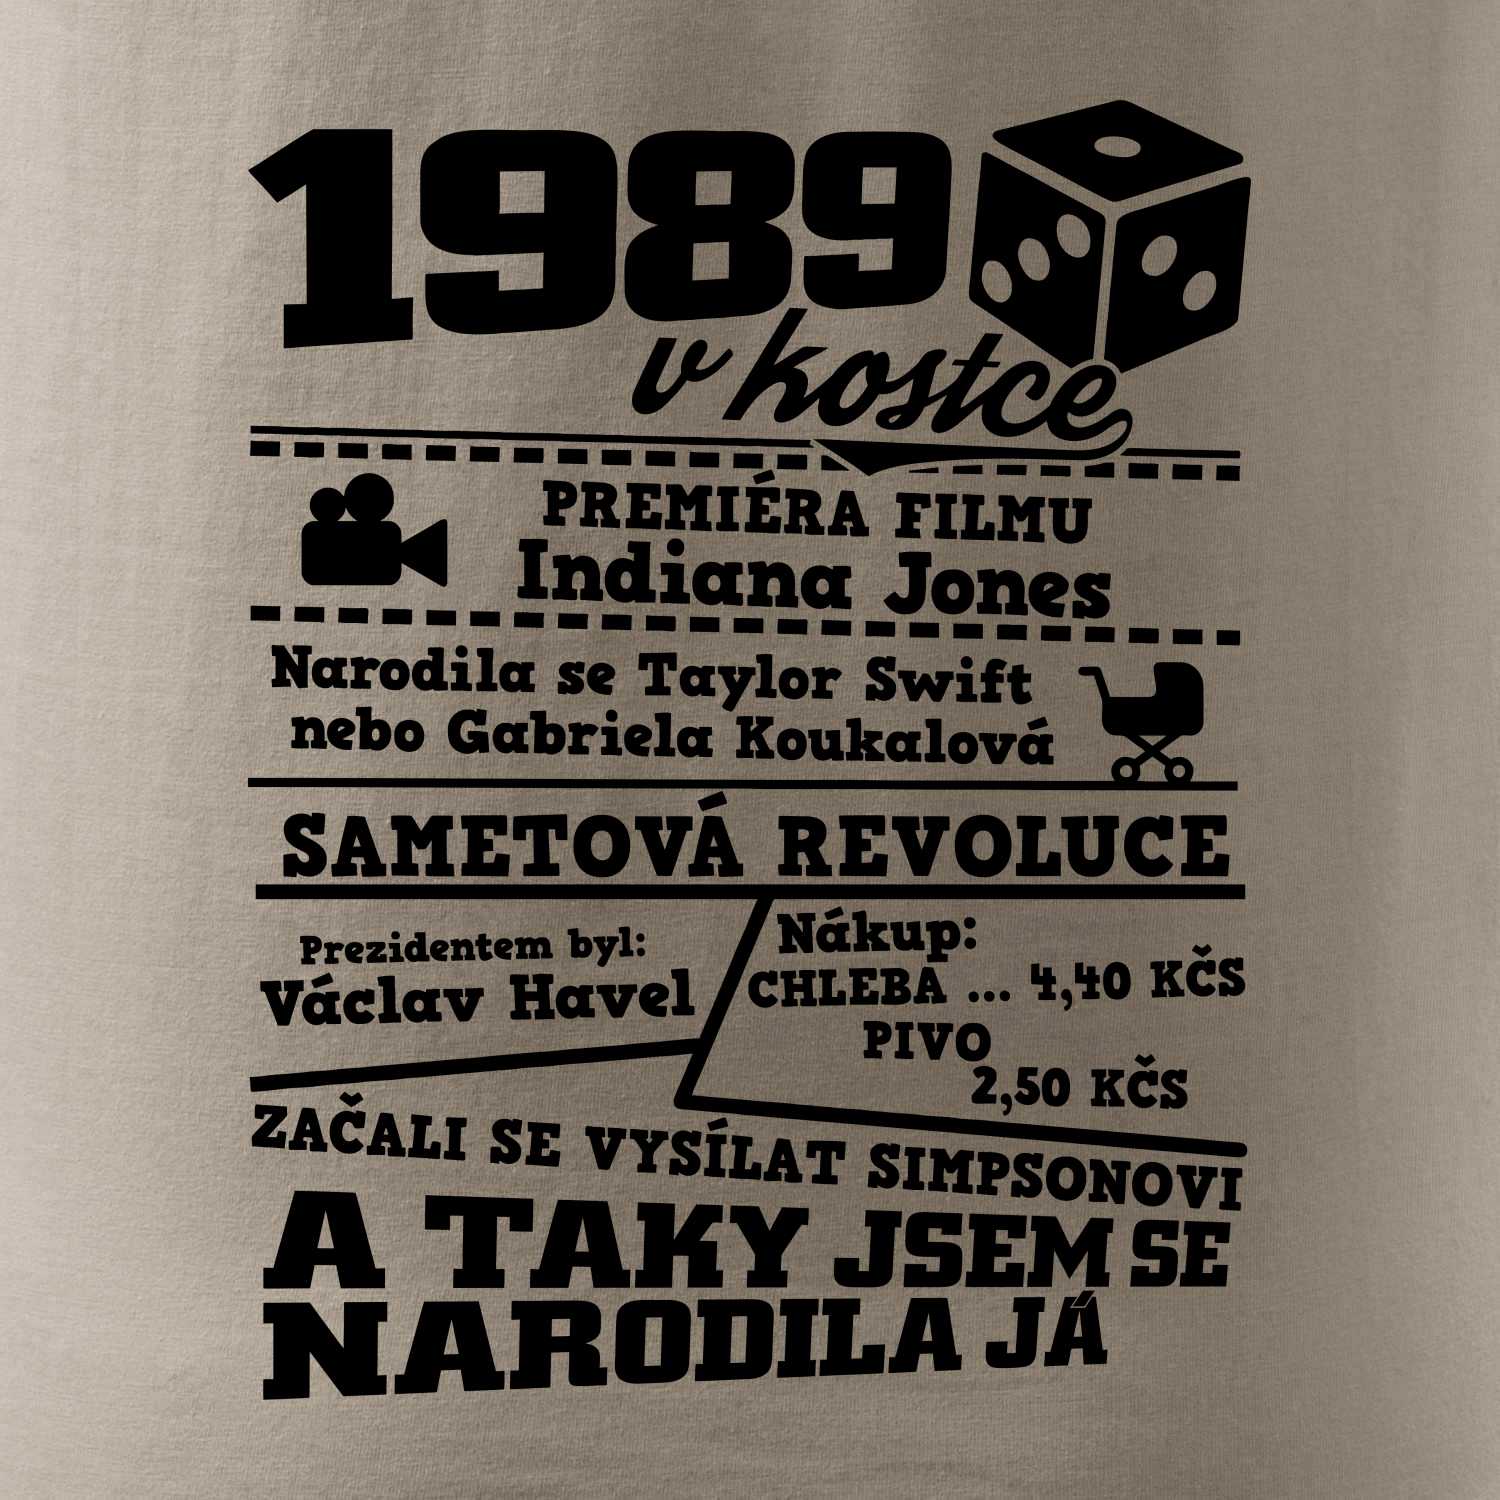 1989
v kostce
PREMIÉRA FILMU
Indiana Jones
Narodila se Taylor Swift
nebo Gabriela Koukalová
SAMETOVÁ REVOLUCE
Prezidentem byl:
Václav Havel
Nákup:
CHLEBA ... 4,40 KČS
PIVO
2,50 KČS
ZAČALI SE VYSÍLAT SIMPSONOVI
A TAKY JSEM SE
NARODILA JÁ